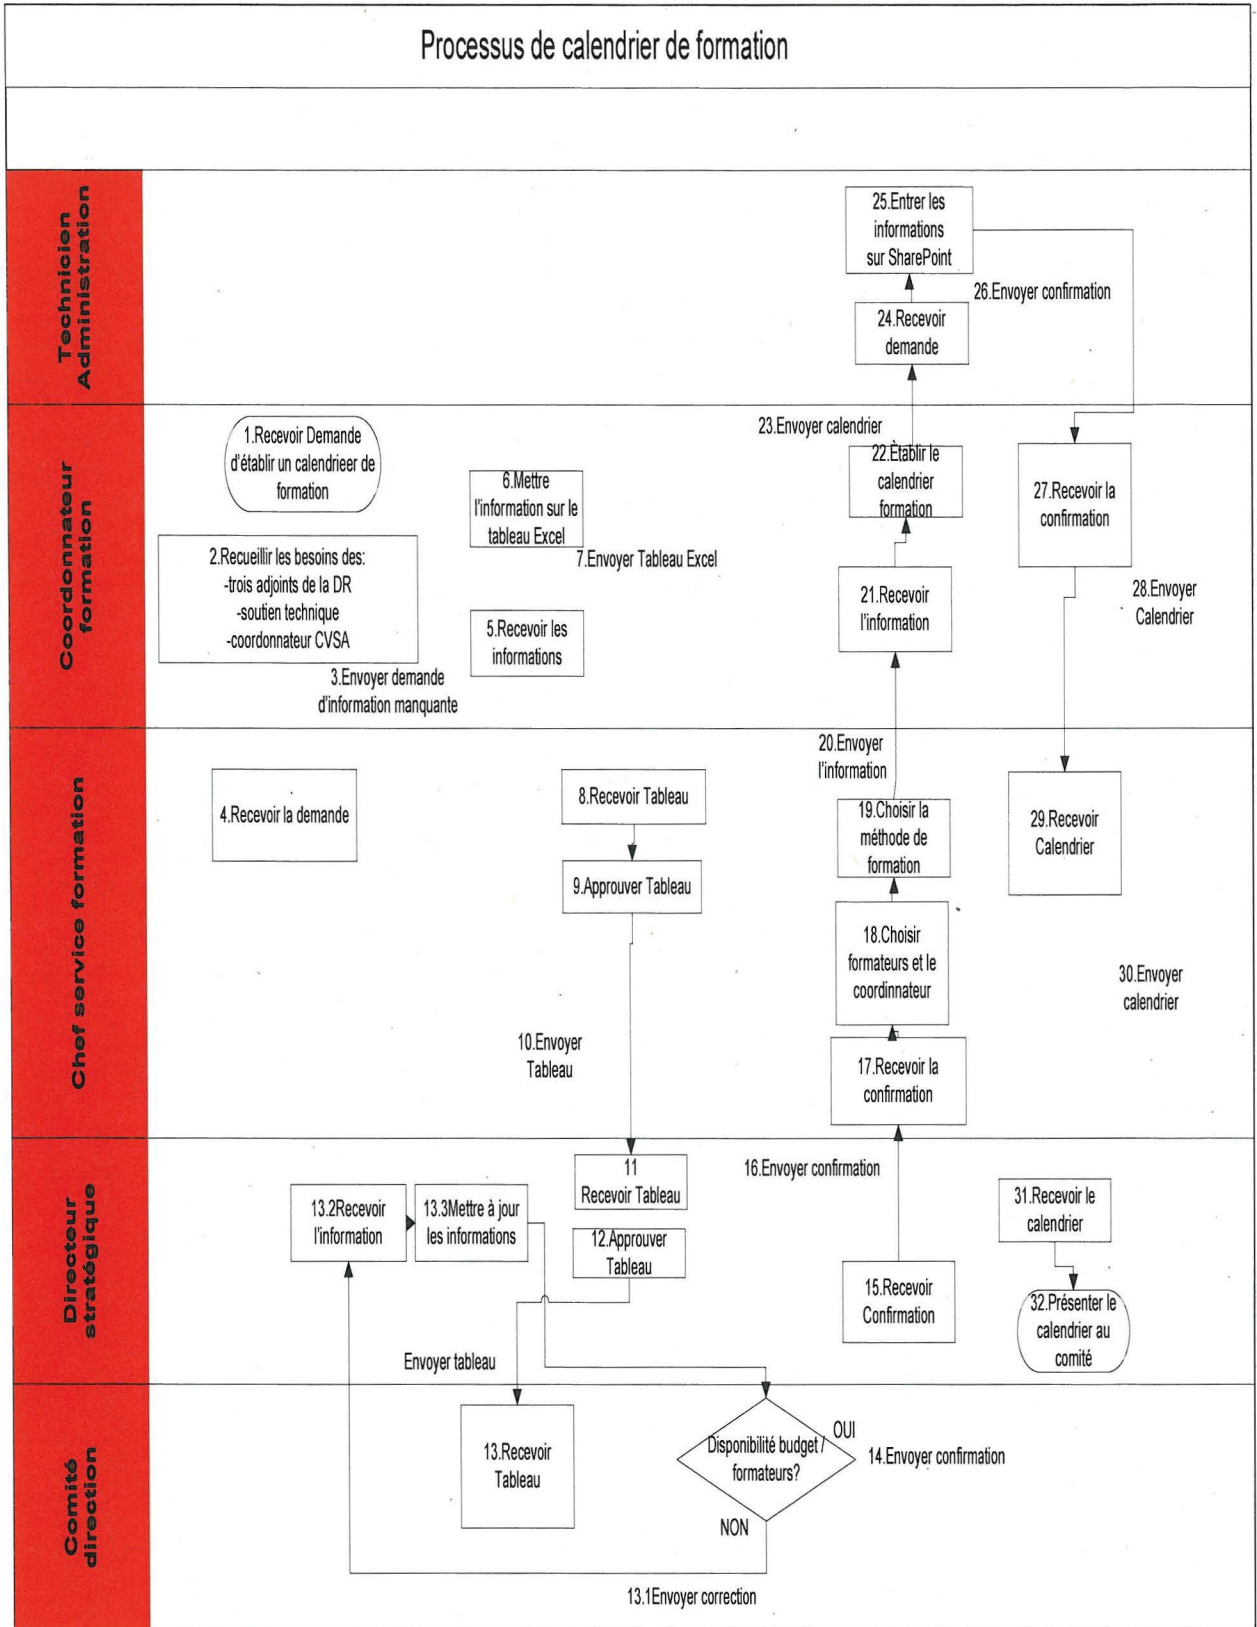 Processus de calendrier de formation
Technicien
Administration
25.Entrer les
informations
sur SharePoint
26.Envoyer confirmation
24.Recevoir
demande
Coordonnateur
formation
1.Recevoir Demande
d'établir un calendrieer de
formation
2.Recueillir les besoins des:
-trois adjoints de la DR
-soutien technique
-coordonnateur CVSA
3.Envoyer demande
d'information manquante
6.Mettre
l'information sur le
tableau Excel
7.Envoyer Tableau Excel
5.Recevoir les
informations
23.Envoyer calendrier
22.Ètablir le
calendrier
formation
21.Recevoir
l'information
27.Recevoir la
confirmation
28.Envoyer
Calendrier
Chef service formation
4.Recevoir la demande
8.Recevoir Tableau
9.Approuver Tableau
10.Envoyer
Tableau
20.Envoyer
l'information
19.Choisir la
méthode de
formation
18.Choisir
formateurs et le
coordinnateur
17.Recevoir la
confirmation
29.Recevoir
Calendrier
30.Envoyer
calendrier
Directeur
stratégique
13.2Recevoir
l'information
13.3Mettre à jour
les informations
11
Recevoir Tableau
12.Approuver
Tableau
Envoyer tableau
16.Envoyer confirmation
15.Recevoir
Confirmation
31.Recevoir le
calendrier
32.Présenter le
calendrier au
comité
Comité
direction
13.Recevoir
Tableau
Disponibilité budget /
formateurs?
OUI
14.Envoyer confirmation
NON
13.1Envoyer correction